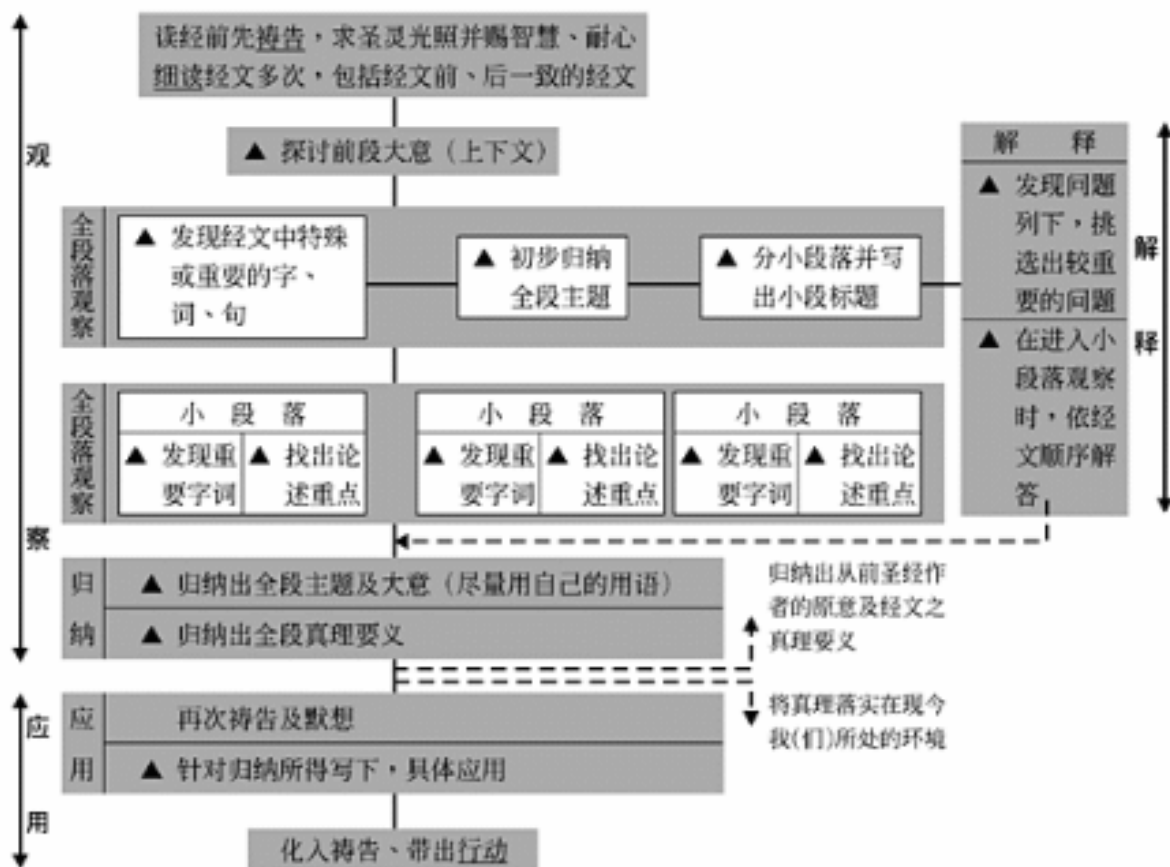 读经前先祷告，求圣灵光照并赐智慧、耐心
细读经文多次，包括经文前、后一致的经文
▲ 探讨前段大意（上下文）
观
察
全段落观察
▲ 发现经文中特殊
或重要的字、
词、句
▲ 初步归纳
全段主题
▲ 分小段落并写
出小段标题
解 释
▲ 发现问题
列下，挑
选出较重
要的问题
▲ 在进入小
段落观察
时，依经
文顺序解
答
解
释
全段落观察
小 段 落
▲ 发现重
要字词
▲ 找出论
述重点
小 段 落
▲ 发现重
要字词
▲ 找出论
述重点
小 段 落
▲ 发现重
要字词
▲ 找出论
述重点
归
纳
▲ 归纳出全段主题及大意（尽量用自己的用语）
▲ 归纳出全段真理要义
归纳出从前圣经作
者的原意及经文之
真理要义
将真理落实在现今
我(们)所处的环境
应
用
应
用
再次祷告及默想
▲ 针对归纳所得写下，具体应用
化入祷告、带出行动